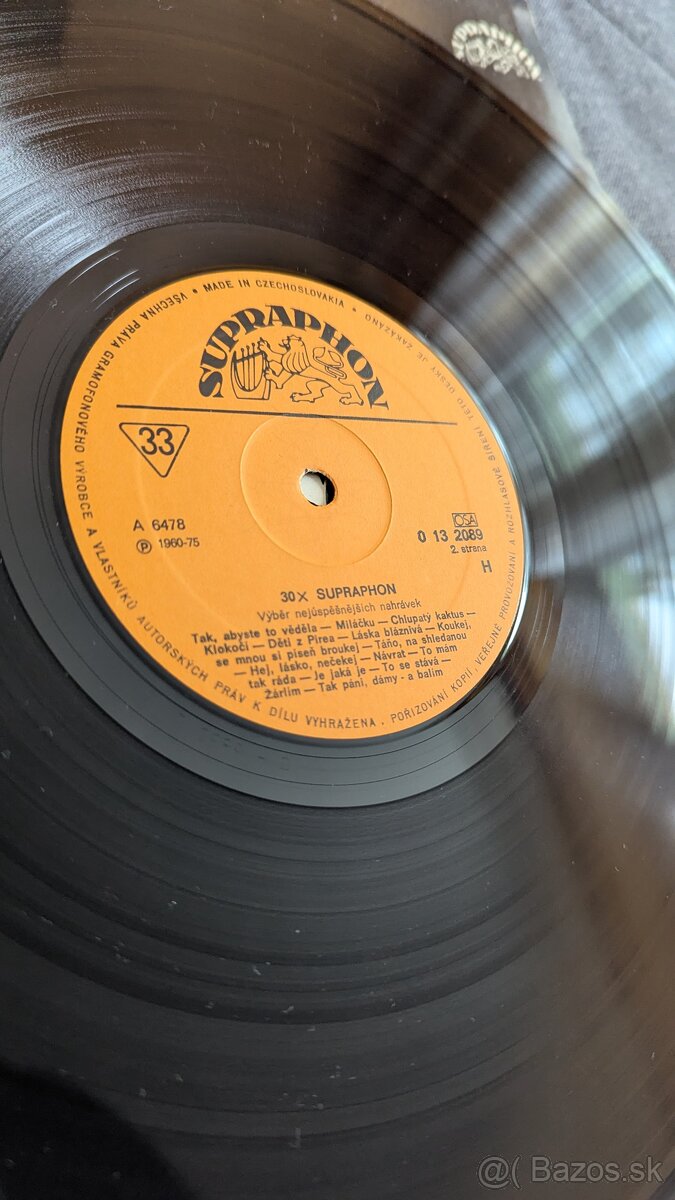 SUPRAPHON
VŠECHNA PRÁVA GRAMOFONOVÉHO VÝROBCE A VLASTNÍKŮ AUTORSKÝCH PRÁV K DÍLU VYHRAŽENA • POŘIZOVÁNÍ KOPIÍ VEŘEJNÉ PROVOZOVÁNÍ A ROZHLASOVÉ ŠÍŘENÍ TÉTO DESKY JE ZAKÁZÁNO • MADE IN CZECHOSLOVAKIA •
SUPRAPHON
33
A 6478
Ⓟ 1960-75
OSA
0 13 2089
2. strana
H
30× SUPRAPHON
Výběr nejúspěšnějších nahrávek
Tak, abyste to věděla — Miláčku — Chlupatý kaktus —
Klokočí — Děti z Pirea — Láska bláznivá — Koukej,
se mnou si píseň broukej — Táňo, na shledanou
— Hej, lásko, nečekej — Návrat — To mám
tak ráda — Je jaká je — To se stává —
Žárlím — Tak pání, dámy - a balím
@( Bazos.sk